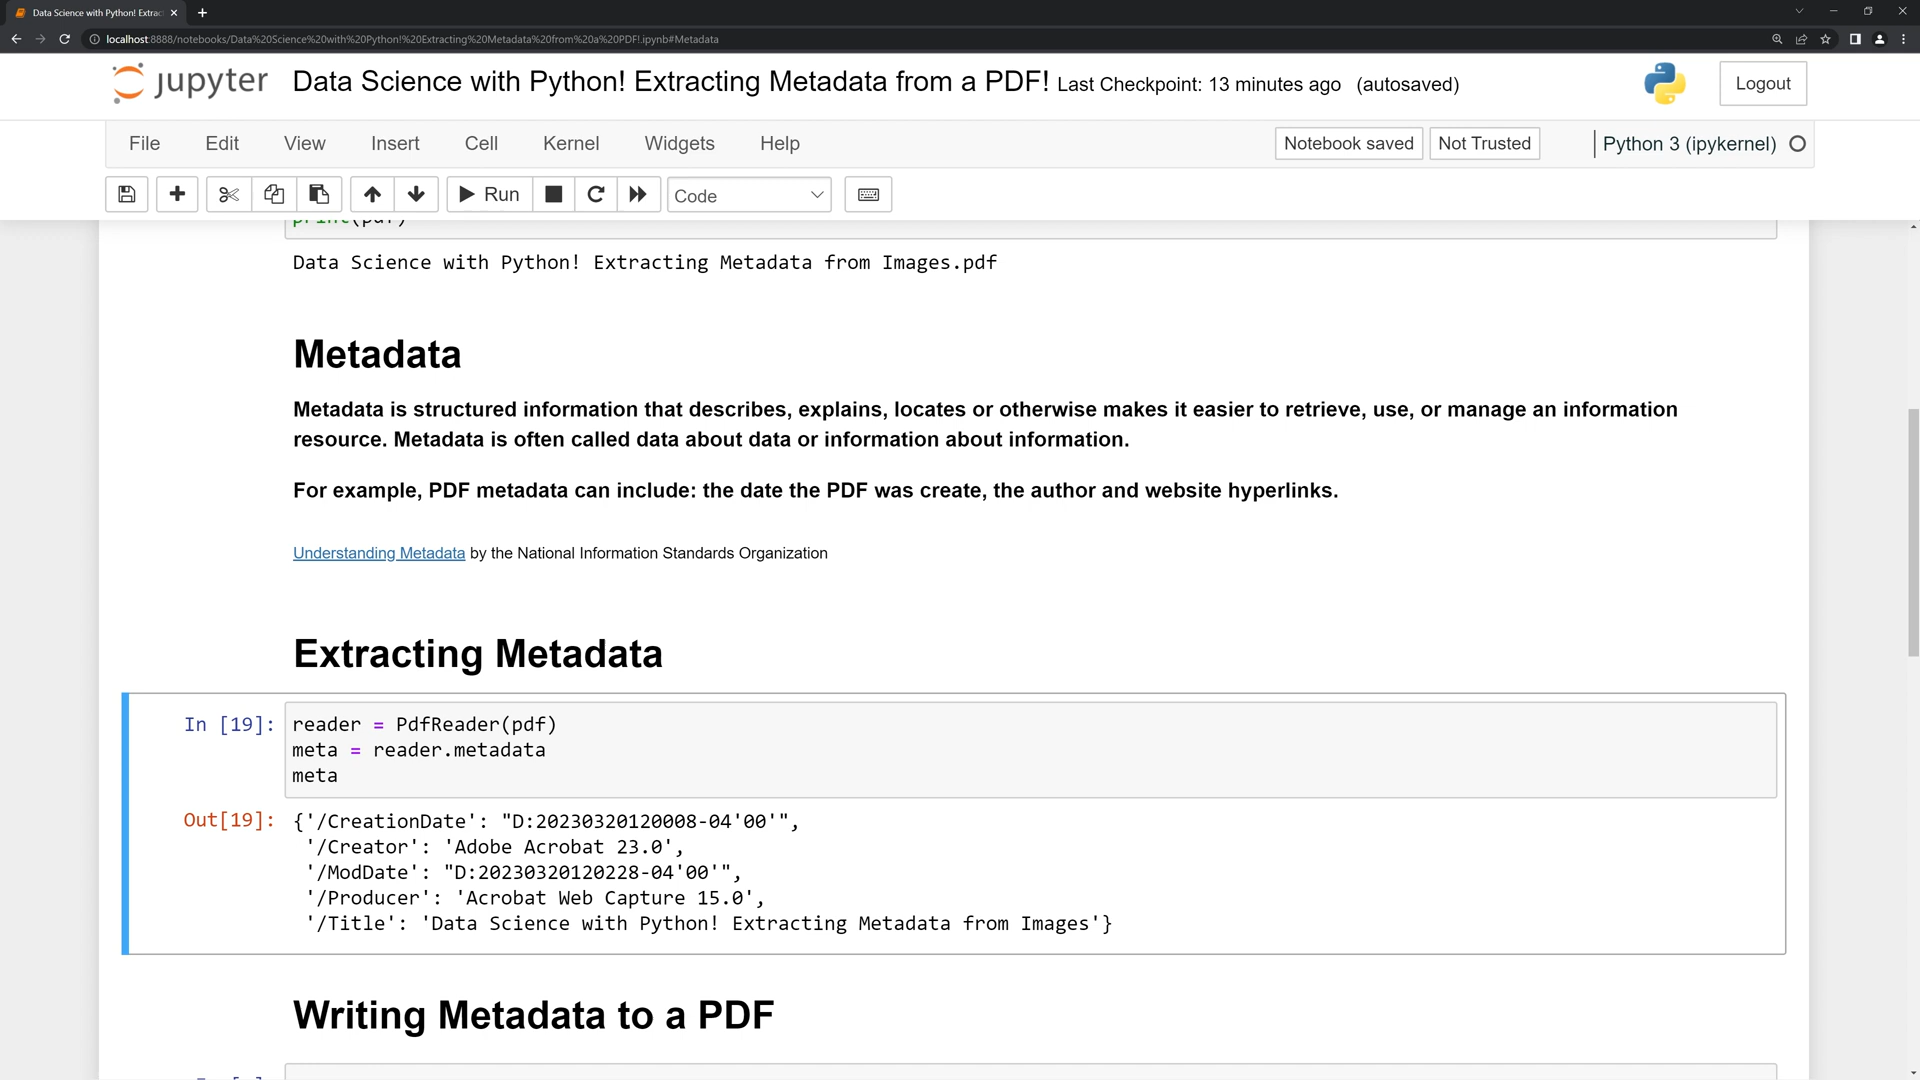 Data Science with Python! Extrac
localhost:8888/notebooks/Data%20Science%20with%20Python!%20Extracting%20Metadata%20from%20a%20PDF!.ipynb#Metadata
jupyter Data Science with Python! Extracting Metadata from a PDF! Last Checkpoint: 13 minutes ago (autosaved) Logout
File Edit View Insert Cell Kernel Widgets Help Notebook saved Not Trusted Python 3 (ipykernel)
Run Code
print(pdf)
Data Science with Python! Extracting Metadata from Images.pdf
Metadata
Metadata is structured information that describes, explains, locates or otherwise makes it easier to retrieve, use, or manage an information
resource. Metadata is often called data about data or information about information.
For example, PDF metadata can include: the date the PDF was create, the author and website hyperlinks.
Understanding Metadata by the National Information Standards Organization
Extracting Metadata
In [19]: reader = PdfReader(pdf)
meta = reader.metadata
meta
Out[19]: {'/CreationDate': "D:20230320120008-04'00'",
'/Creator': 'Adobe Acrobat 23.0',
'/ModDate': "D:20230320120228-04'00'",
'/Producer': 'Acrobat Web Capture 15.0',
'/Title': 'Data Science with Python! Extracting Metadata from Images'}
Writing Metadata to a PDF